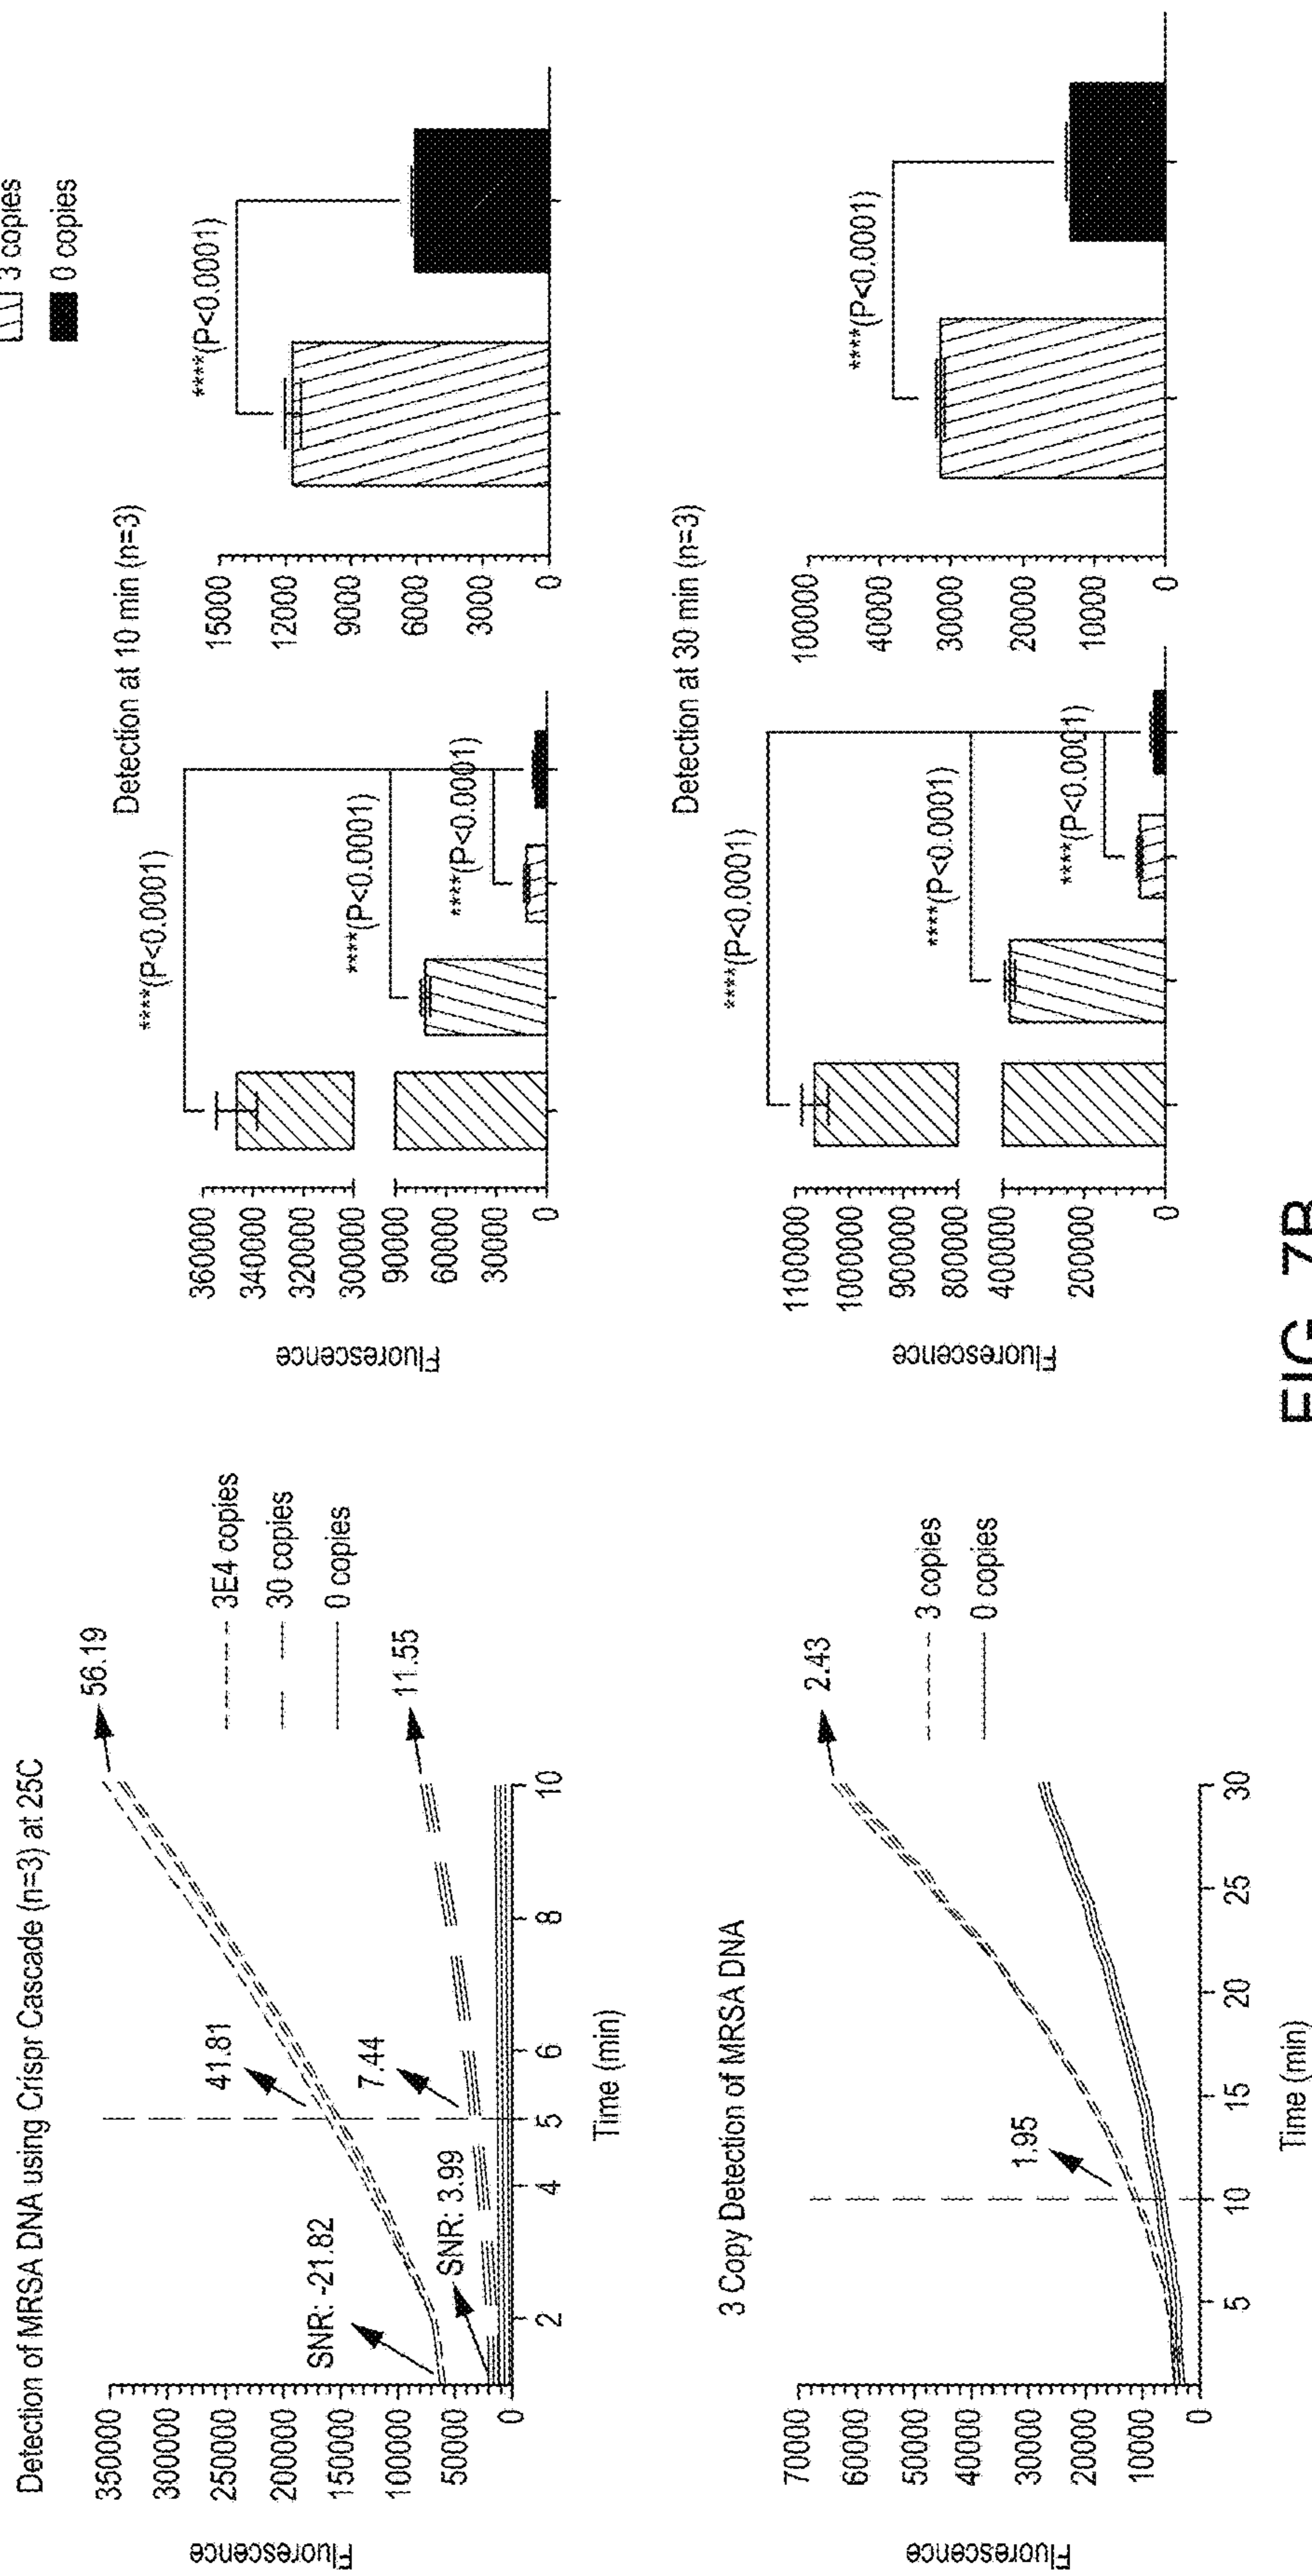 3 copies
0 copies
Detection of MRSA DNA using Crispr Cascade (n=3) at 25C
Fluorescence
350000
300000
250000
200000
150000
100000
50000
0
2
4
5
6
8
10
Time (min)
SNR: -21.82
SNR: 3.99
41.81
7.44
56.19
11.55
3E4 copies
30 copies
0 copies
Detection at 10 min (n=3)
Fluorescence
360000
340000
320000
300000
90000
60000
30000
0
****(P<0.0001)
****(P<0.0001)
****(P<0.0001)
15000
12000
9000
6000
3000
0
****(P<0.0001)
3 Copy Detection of MRSA DNA
Fluorescence
70000
60000
50000
40000
30000
20000
10000
0
5
10
15
20
25
30
Time (min)
1.95
2.43
3 copies
0 copies
Detection at 30 min (n=3)
Fluorescence
1100000
1000000
900000
800000
400000
200000
0
****(P<0.0001)
****(P<0.0001)
****(P<0.0001)
100000
40000
30000
20000
10000
0
****(P<0.0001)
FIG. 7B